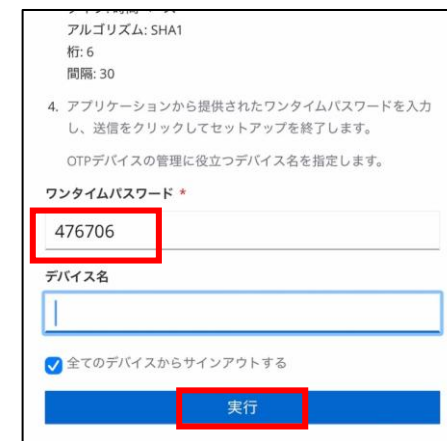 アルゴリズム: SHA1
桁: 6
間隔: 30
4. アプリケーションから提供されたワンタイムパスワードを入力
し、送信をクリックしてセットアップを終了します。
OTPデバイスの管理に役立つデバイス名を指定します。
ワンタイムパスワード *
476706
デバイス名
全てのデバイスからサインアウトする
実行